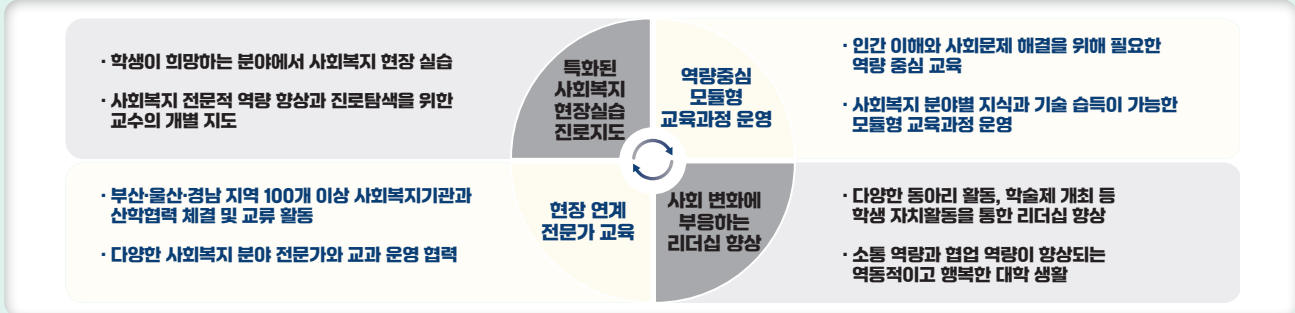 · 학생이 희망하는 분야에서 사회복지 현장 실습
· 사회복지 전문적 역량 향상과 진로탐색을 위한
교수의 개별 지도
특화된
사회복지
현장실습
진로지도
역량중심
모듈형
교육과정 운영
· 인간 이해와 사회문제 해결을 위해 필요한
역량 중심 교육
· 사회복지 분야별 지식과 기술 습득이 가능한
모듈형 교육과정 운영
· 부산·울산·경남 지역 100개 이상 사회복지기관과
산학협력 체결 및 교류 활동
· 다양한 사회복지 분야 전문가와 교과 운영 협력
현장 연계
전문가 교육
사회 변화에
부응하는
리더십 향상
· 다양한 동아리 활동, 학술제 개최 등
학생 자치활동을 통한 리더십 향상
· 소통 역량과 협업 역량이 향상되는
역동적이고 행복한 대학 생활